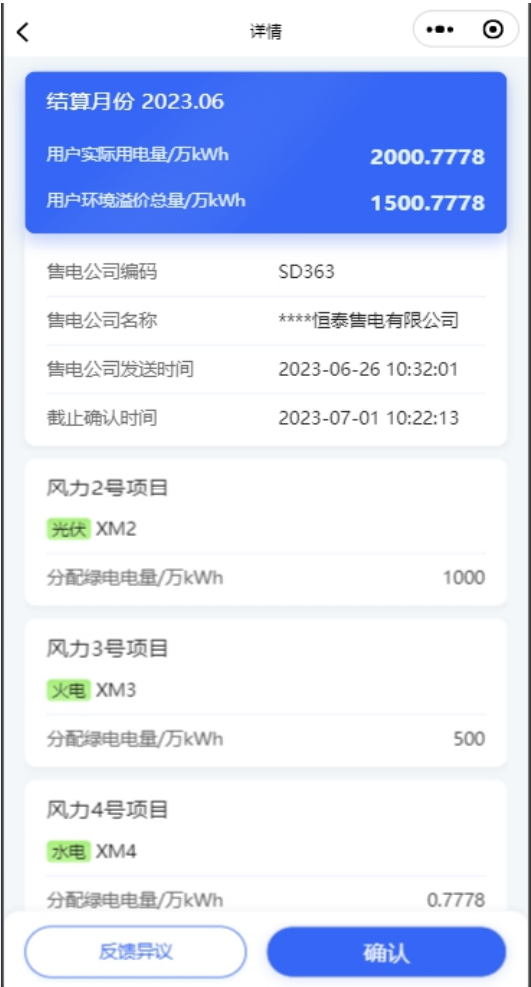 详情
结算月份 2023.06
用户实际用电量/万kWh 2000.7778
用户环境溢价总量/万kWh 1500.7778
售电公司编码 SD363
售电公司名称 ****恒泰售电有限公司
售电公司发送时间 2023-06-26 10:32:01
截止确认时间 2023-07-01 10:22:13
风力2号项目
光伏 XM2
分配绿电电量/万kWh 1000
风力3号项目
火电 XM3
分配绿电电量/万kWh 500
风力4号项目
水电 XM4
分配绿电电量/万kWh 0.7778
反馈异议 确认